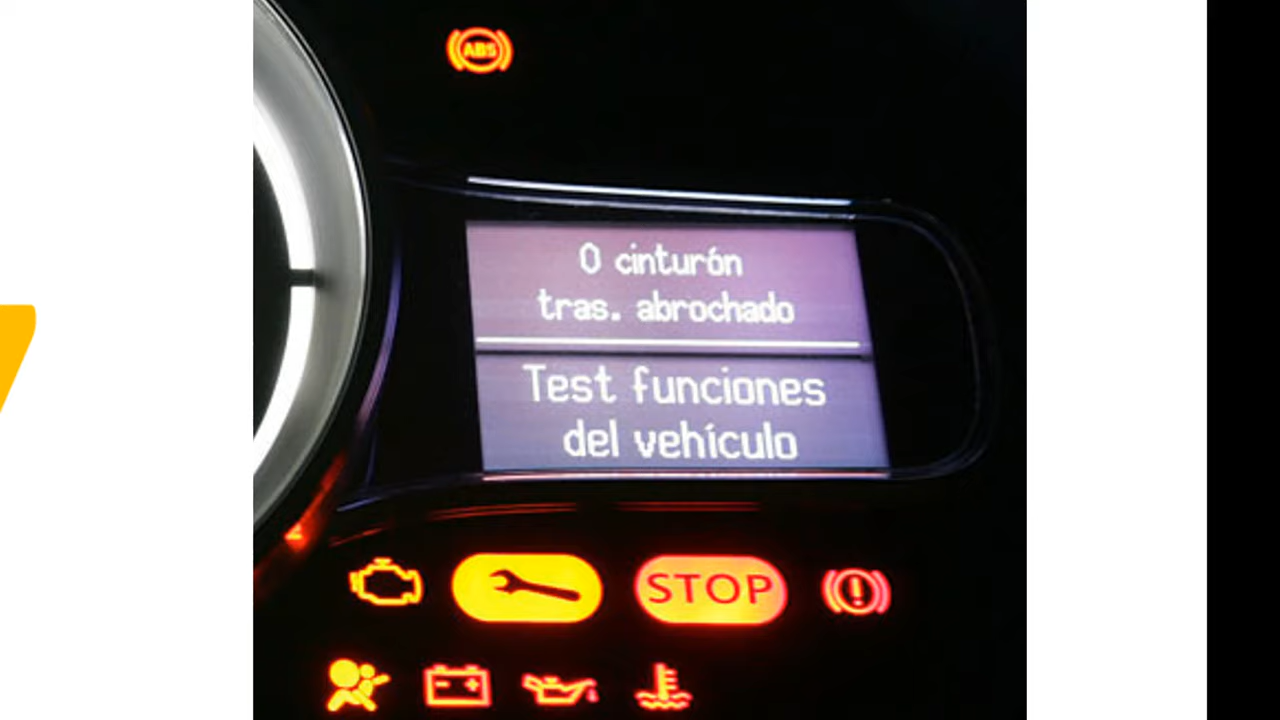 ABS
0 cinturón
tras. abrochado
Test funciones
del vehículo
STOP